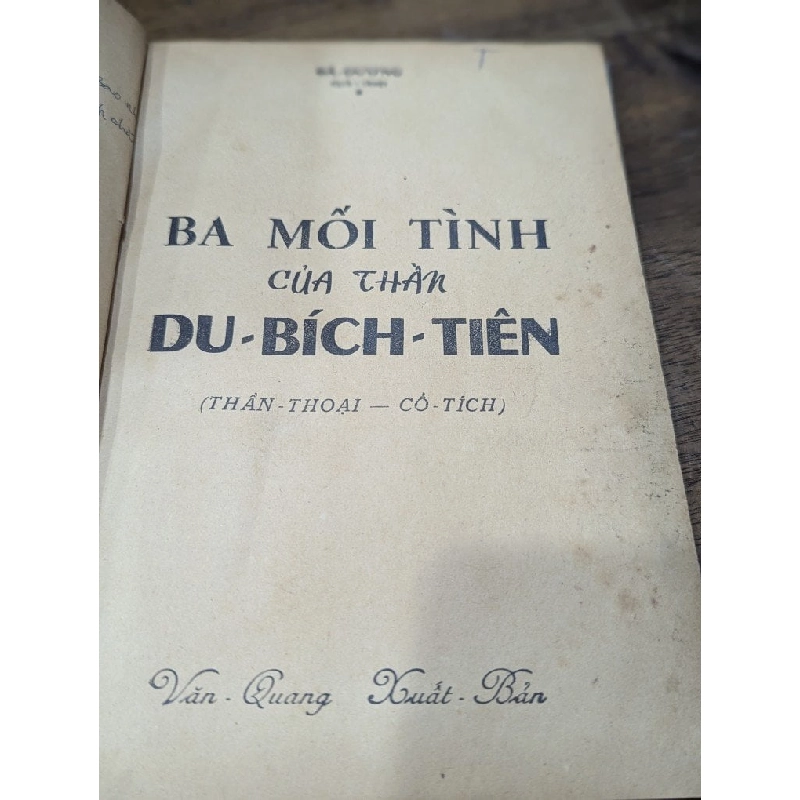 BA MỐI TÌNH
CỦA THẦN
DU-BÍCH-TIÊN
(THẦN-THOẠI — CỔ-TÍCH)
Văn-Quang Xuất-Bản
T